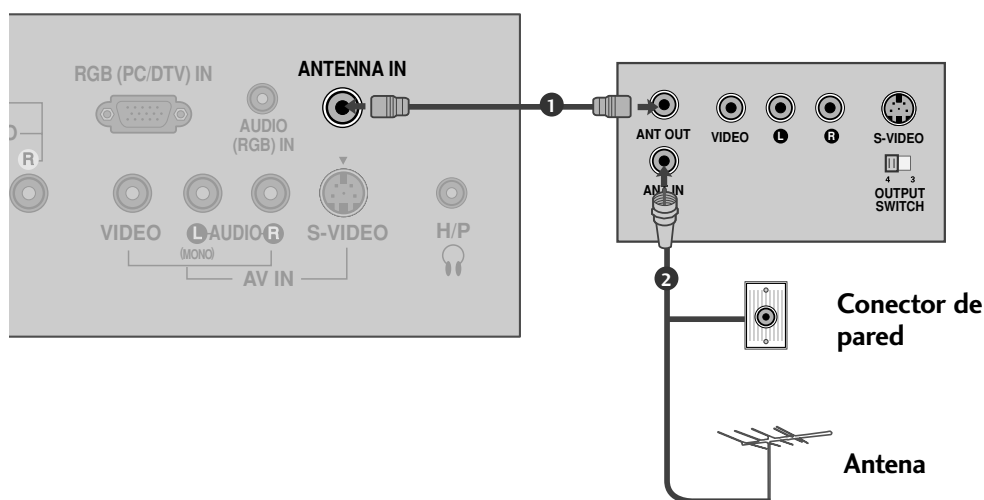 RGB (PC/DTV) IN
ANTENNA IN
AUDIO
(RGB) IN
R
VIDEO
L-AUDIO-R
(MONO)
S-VIDEO
H/P
AV IN
1
ANT OUT
VIDEO
L
R
S-VIDEO
ANT IN
4 3
OUTPUT
SWITCH
2
Conector de
pared
Antena